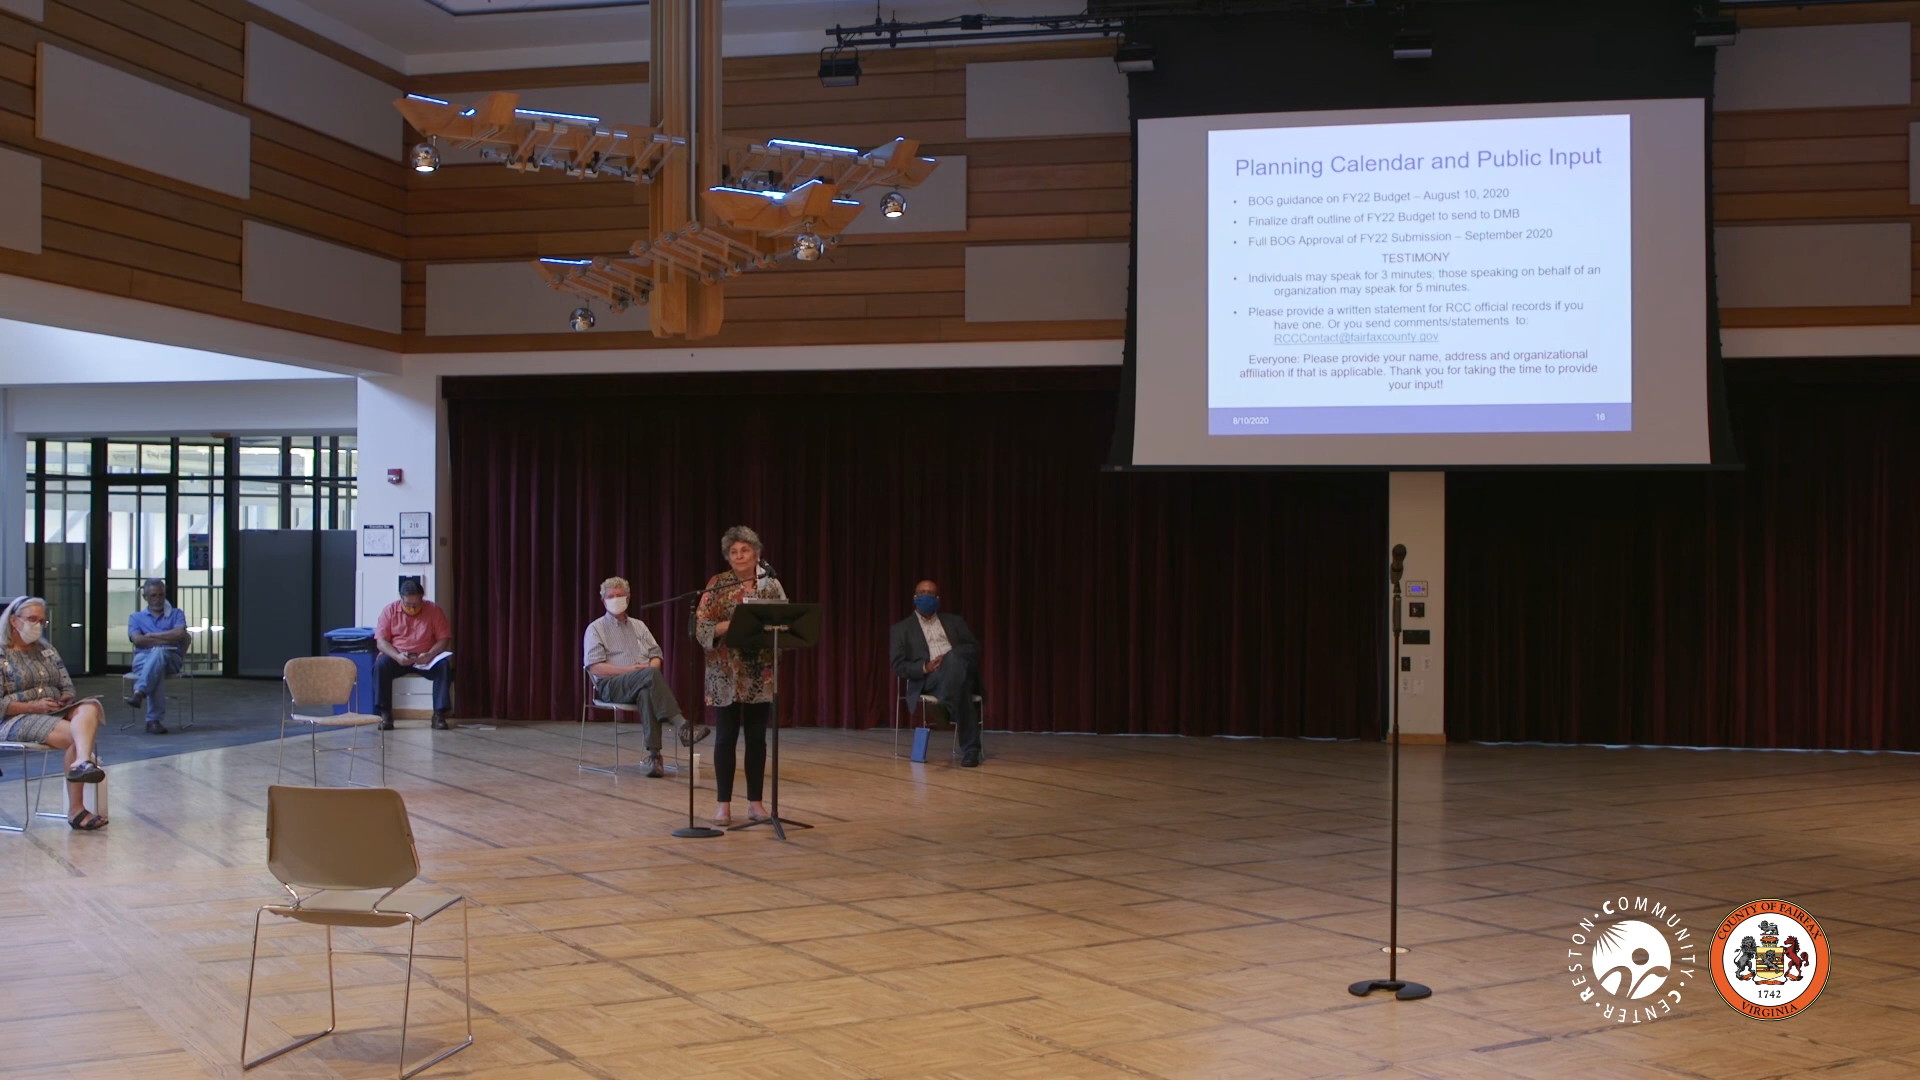 Planning Calendar and Public Input
• BOG guidance on FY22 Budget – August 10, 2020
• Finalize draft outline of FY22 Budget to send to DMB
• Full BOG Approval of FY22 Submission – September 2020
TESTIMONY
• Individuals may speak for 3 minutes; those speaking on behalf of an
organization may speak for 5 minutes.
• Please provide a written statement for RCC official records if you
have one. Or you send comments/statements to:
RCCContact@fairfaxcounty.gov
Everyone: Please provide your name, address and organizational
affiliation if that is applicable. Thank you for taking the time to provide
your input!
8/10/2020 16
RESTON · COMMUNITY · CENTER
COUNTY OF FAIRFAX
1742
VIRGINIA